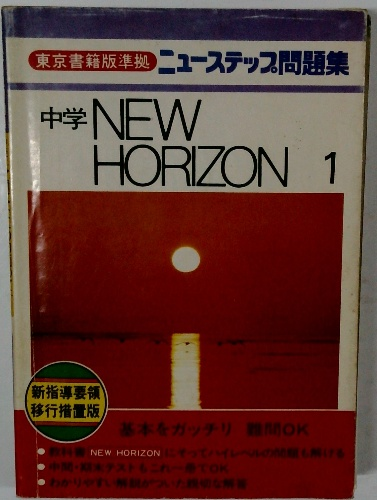 東京書籍版準拠 ニューステップ問題集
中学 NEW
HORIZON 1
新指導要領
移行措置版
基本をガッチリ 難問OK
● 教科書 NEW HORIZON にそってハイレベルの問題も解ける
● 中間・期末テストもこれ一冊でOK
● わかりやすい解説がついた親切な解答